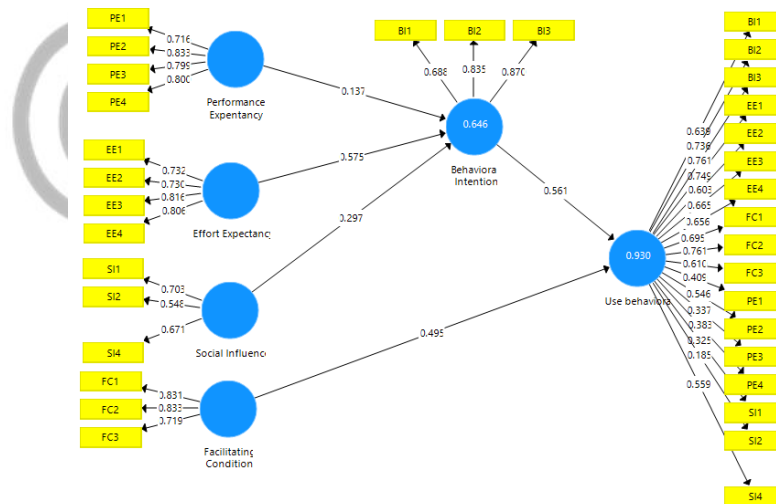 PE1
PE2
PE3
PE4
0.716
0.833
0.799
0.800
Performance
Expentancy
EE1
EE2
EE3
EE4
0.732
0.730
0.816
0.806
Effort Expectancy
SI1
SI2
SI4
0.703
0.548
0.671
Social Influence
FC1
FC2
FC3
0.831
0.833
0.719
Facilitating
Condition
0.137
0.575
0.297
0.495
BI1
BI2
BI3
0.688
0.835
0.870
0.646
Behaviora
Intention
0.561
0.930
Use behaviora
0.639
0.736
0.761
0.749
0.603
0.665
0.656
0.695
0.761
0.610
0.409
0.546
0.337
0.383
0.325
0.185
0.559
BI1
BI2
BI3
EE1
EE2
EE3
EE4
FC1
FC2
FC3
PE1
PE2
PE3
PE4
SI1
SI2
SI4